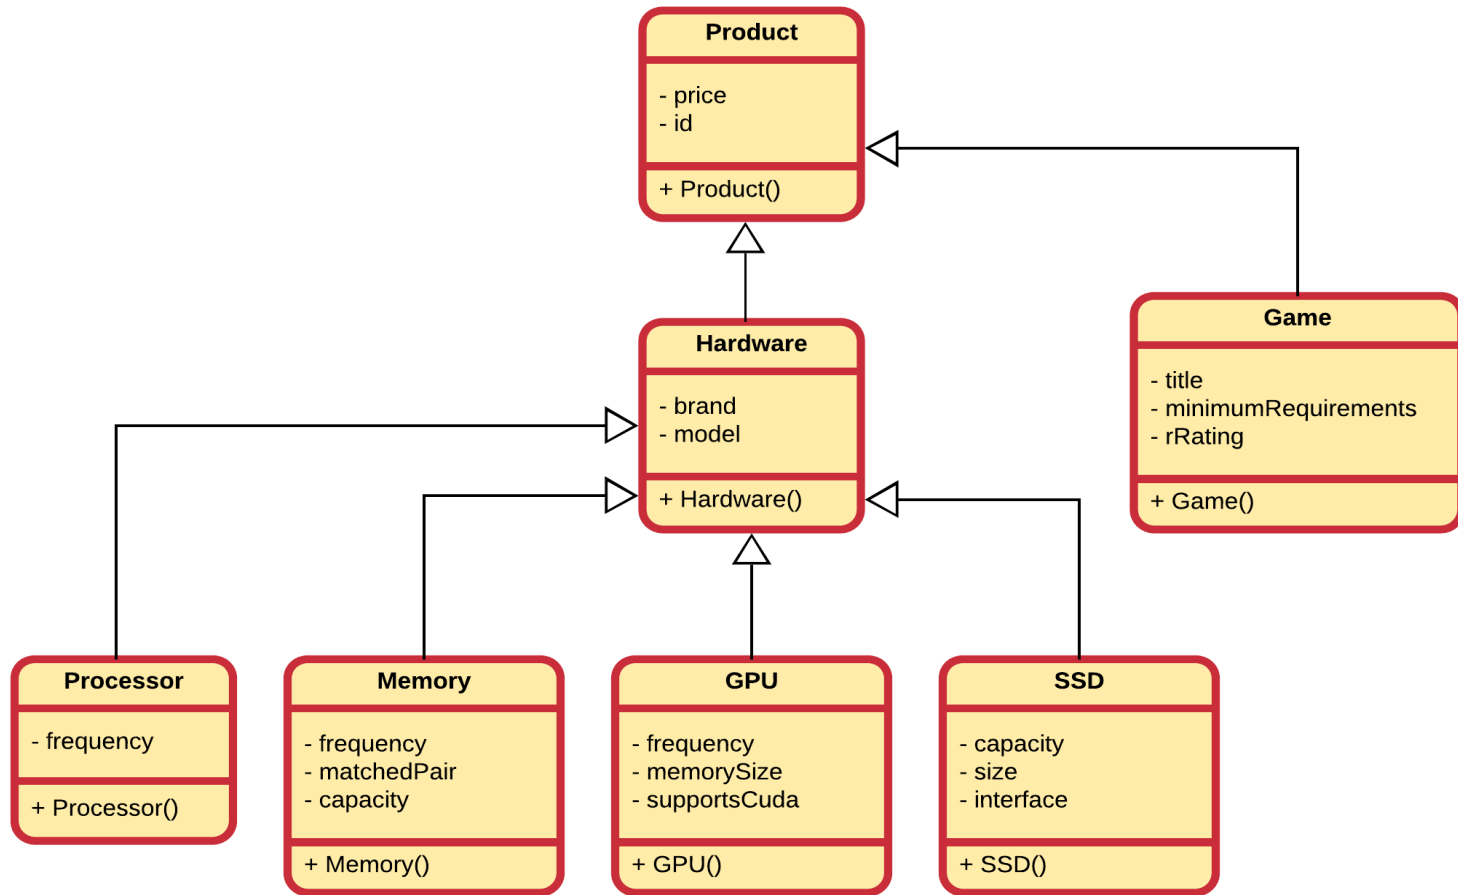 Product
- price
- id
+ Product()
Hardware
- brand
- model
+ Hardware()
Game
- title
- minimumRequirements
- rRating
+ Game()
Processor
- frequency
+ Processor()
Memory
- frequency
- matchedPair
- capacity
+ Memory()
GPU
- frequency
- memorySize
- supportsCuda
+ GPU()
SSD
- capacity
- size
- interface
+ SSD()